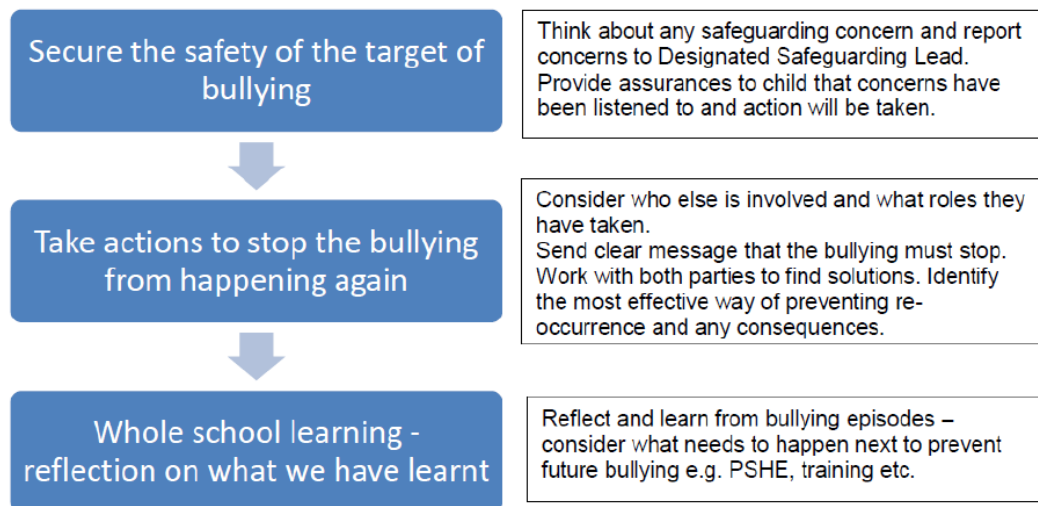 Secure the safety of the target of
bullying
Think about any safeguarding concern and report
concerns to Designated Safeguarding Lead.
Provide assurances to child that concerns have
been listened to and action will be taken.
Take actions to stop the bullying
from happening again
Consider who else is involved and what roles they
have taken.
Send clear message that the bullying must stop.
Work with both parties to find solutions. Identify
the most effective way of preventing re-
occurrence and any consequences.
Whole school learning -
reflection on what we have learnt
Reflect and learn from bullying episodes –
consider what needs to happen next to prevent
future bullying e.g. PSHE, training etc.